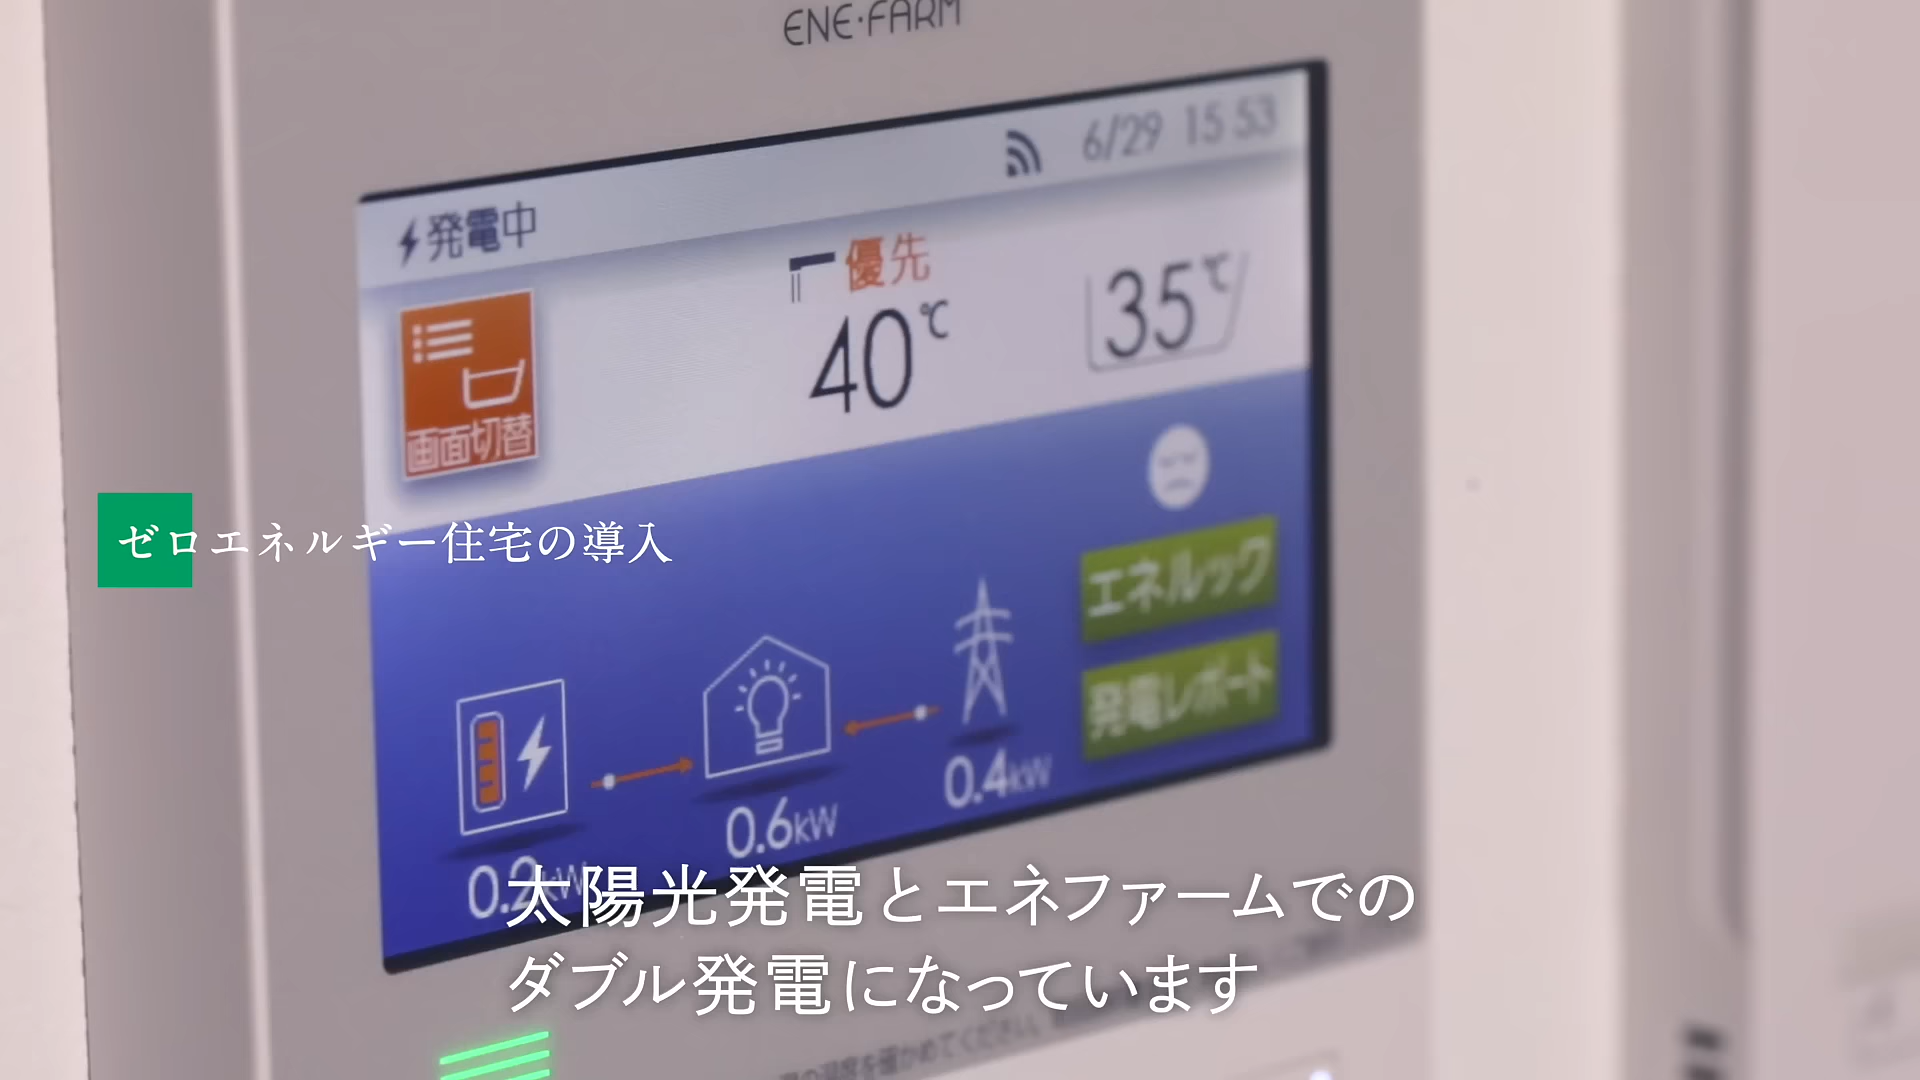 ENE·FARM
6/29 15 53
発電中
優先
40℃
35℃
画面切替
ゼロエネルギー住宅の導入
エネルック
発電レポート
0.4kW
0.6kW
0.2kW
太陽光発電とエネファームでの
ダブル発電になっています